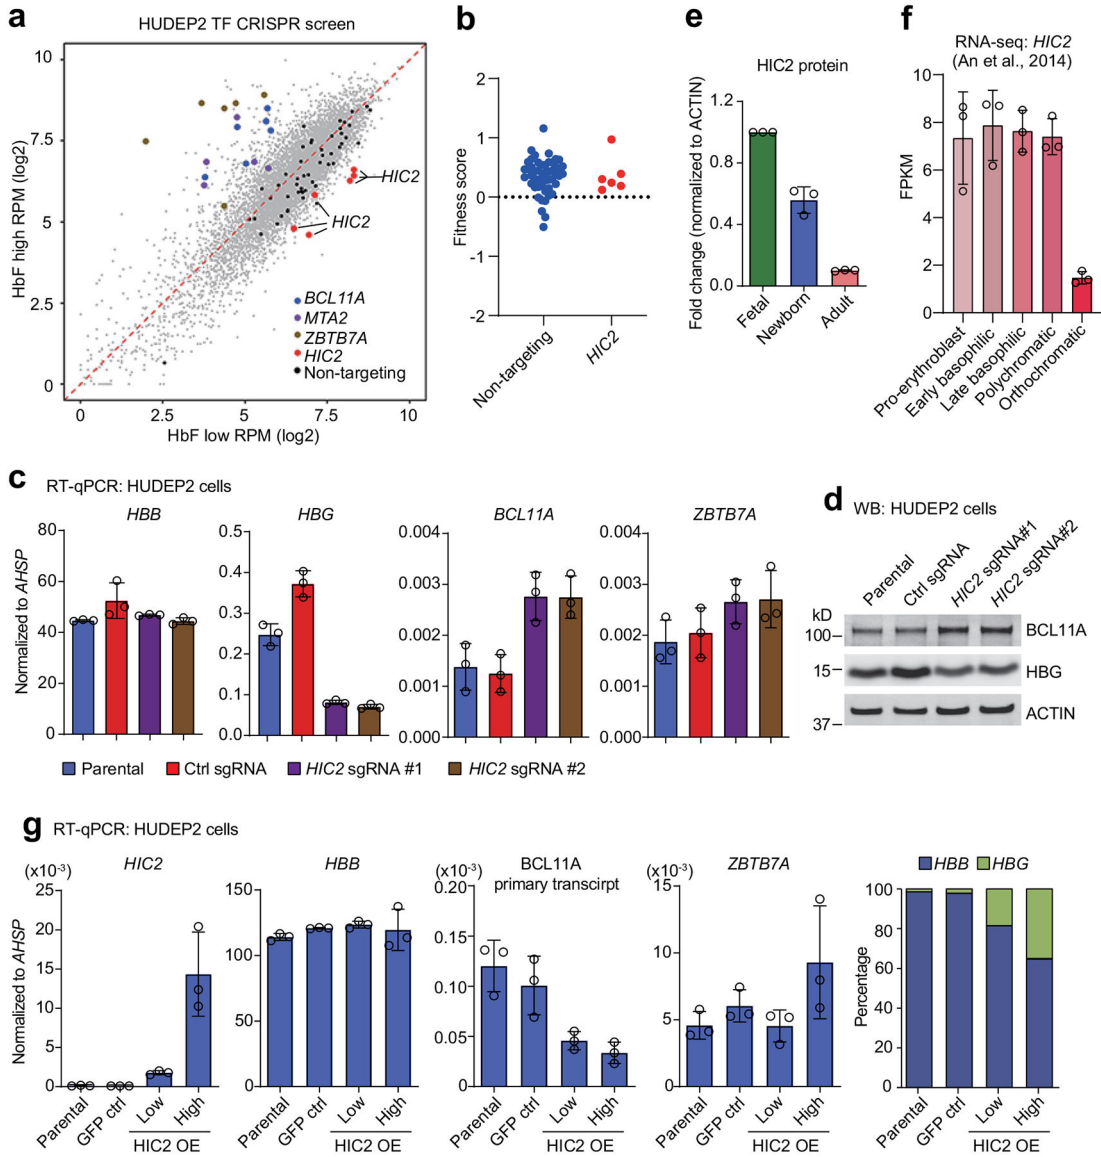 a
HUDEP2 TF CRISPR screen
HbF high RPM (log2)
10
7.5
5
2.5
0
HIC2
HIC2
BCL11A
MTA2
ZBTB7A
HIC2
Non-targeting
0 2.5 5 7.5 10
HbF low RPM (log2)
b
Fitness score
2
1
0
-1
-2
Non-targeting
HIC2
e
HIC2 protein
Fold change (normalized to ACTIN)
1.2
0.8
0.4
0.0
Fetal
Newborn
Adult
f
RNA-seq: HIC2
(An et al., 2014)
FPKM
10
8
6
4
2
0
Pro-erythroblast
Early basophilic
Late basophilic
Polychromatic
Orthochromatic
c
RT-qPCR: HUDEP2 cells
Normalized to AHSP
HBB
80
60
40
20
0
HBG
0.5
0.4
0.3
0.2
0.1
0.0
BCL11A
0.004
0.003
0.002
0.001
0.000
ZBTB7A
0.004
0.003
0.002
0.001
0.000
Parental
Ctrl sgRNA
HIC2 sgRNA #1
HIC2 sgRNA #2
d
WB: HUDEP2 cells
Parental
Ctrl sgRNA
HIC2 sgRNA#1
HIC2 sgRNA#2
kD
100
15
37
BCL11A
HBG
ACTIN
g
RT-qPCR: HUDEP2 cells
Normalized to AHSP
HIC2
(x10-3)
25
20
15
10
5
0
Parental
GFP ctrl
Low
High
HIC2 OE
HBB
150
100
50
0
Parental
GFP ctrl
Low
High
HIC2 OE
BCL11A
primary transcirpt
(x10-3)
0.20
0.15
0.10
0.05
0.00
Parental
GFP ctrl
Low
High
HIC2 OE
ZBTB7A
(x10-3)
15
10
5
0
Parental
GFP ctrl
Low
High
HIC2 OE
HBB
HBG
Percentage
100
80
60
40
20
0
Parental
GFP ctrl
Low
High
HIC2 OE